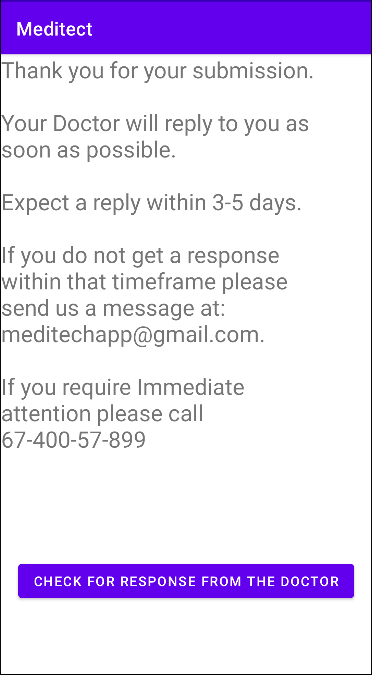 Meditect
Thank you for your submission.
Your Doctor will reply to you as
soon as possible.
Expect a reply within 3-5 days.
If you do not get a response
within that timeframe please
send us a message at:
meditechapp@gmail.com.
If you require Immediate
attention please call
67-400-57-899
CHECK FOR RESPONSE FROM THE DOCTOR